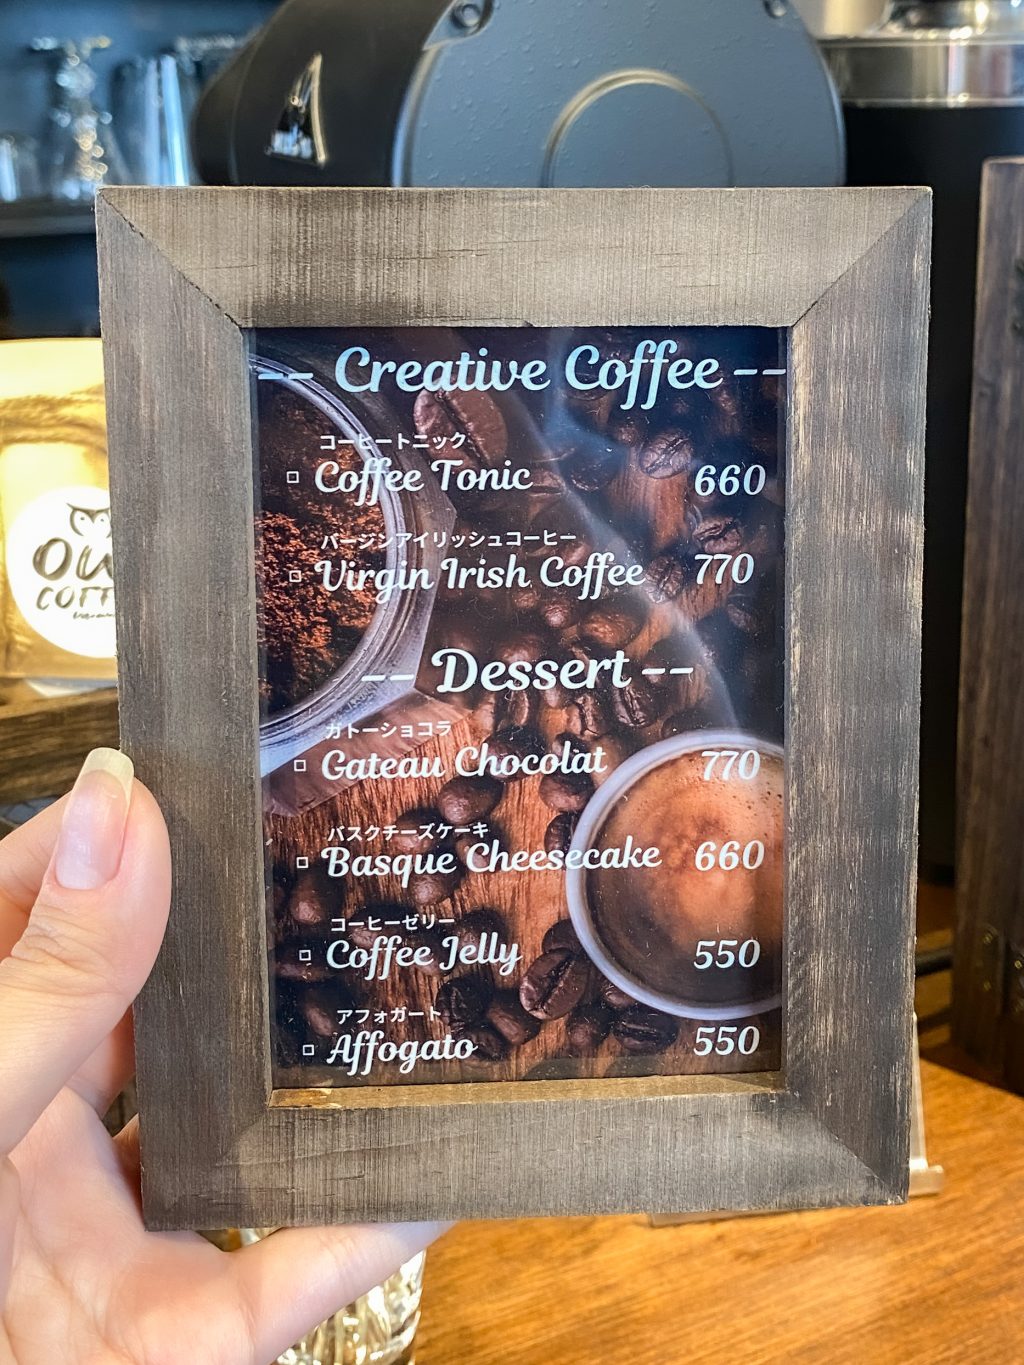 -- Creative Coffee --
コーヒートニック
Coffee Tonic 660
バージンアイリッシュコーヒー
Virgin Irish Coffee 770
-- Dessert --
ガトーショコラ
Gateau Chocolat 770
バスクチーズケーキ
Basque Cheesecake 660
コーヒーゼリー
Coffee Jelly 550
アフォガート
Affogato 550